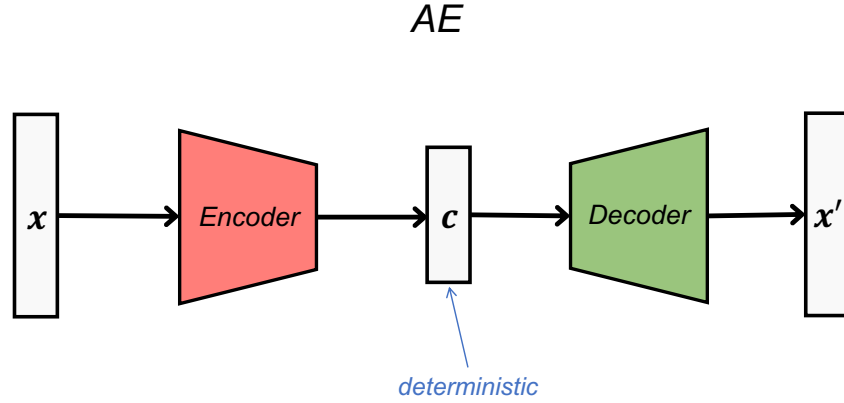 AE
x
Encoder
c
Decoder
x′
deterministic